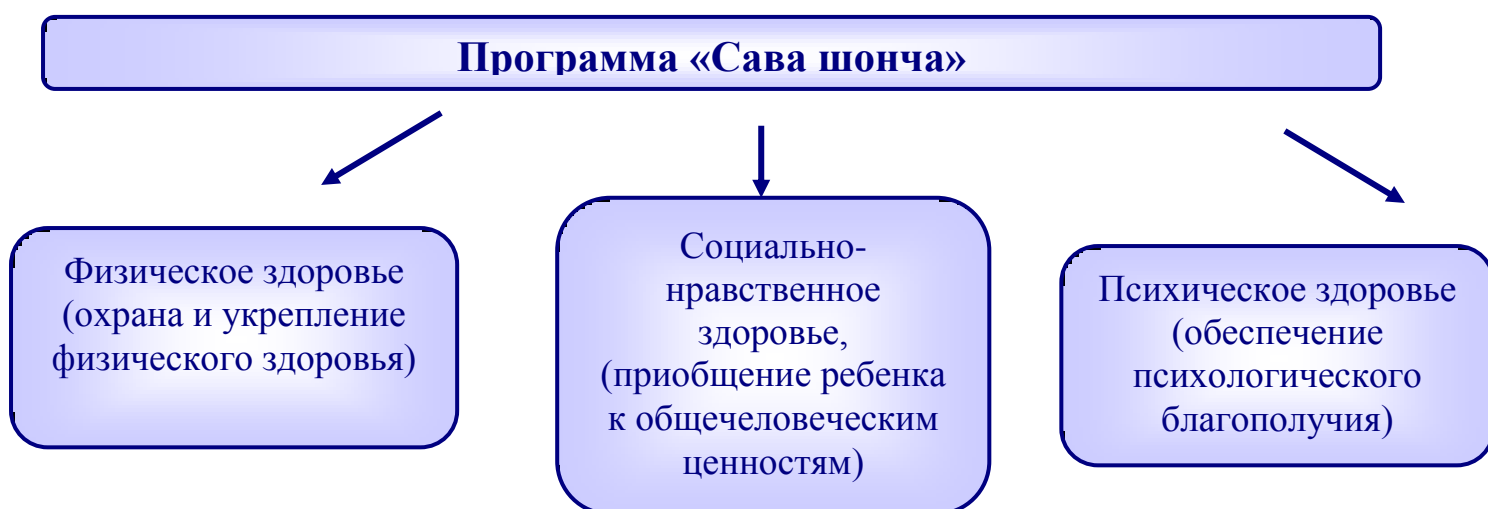 Программа «Сава шонча»
Физическое здоровье
(охрана и укрепление
физического здоровья)
Социально-
нравственное
здоровье,
(приобщение ребенка
к общечеловеческим
ценностям)
Психическое здоровье
(обеспечение
психологического
благополучия)